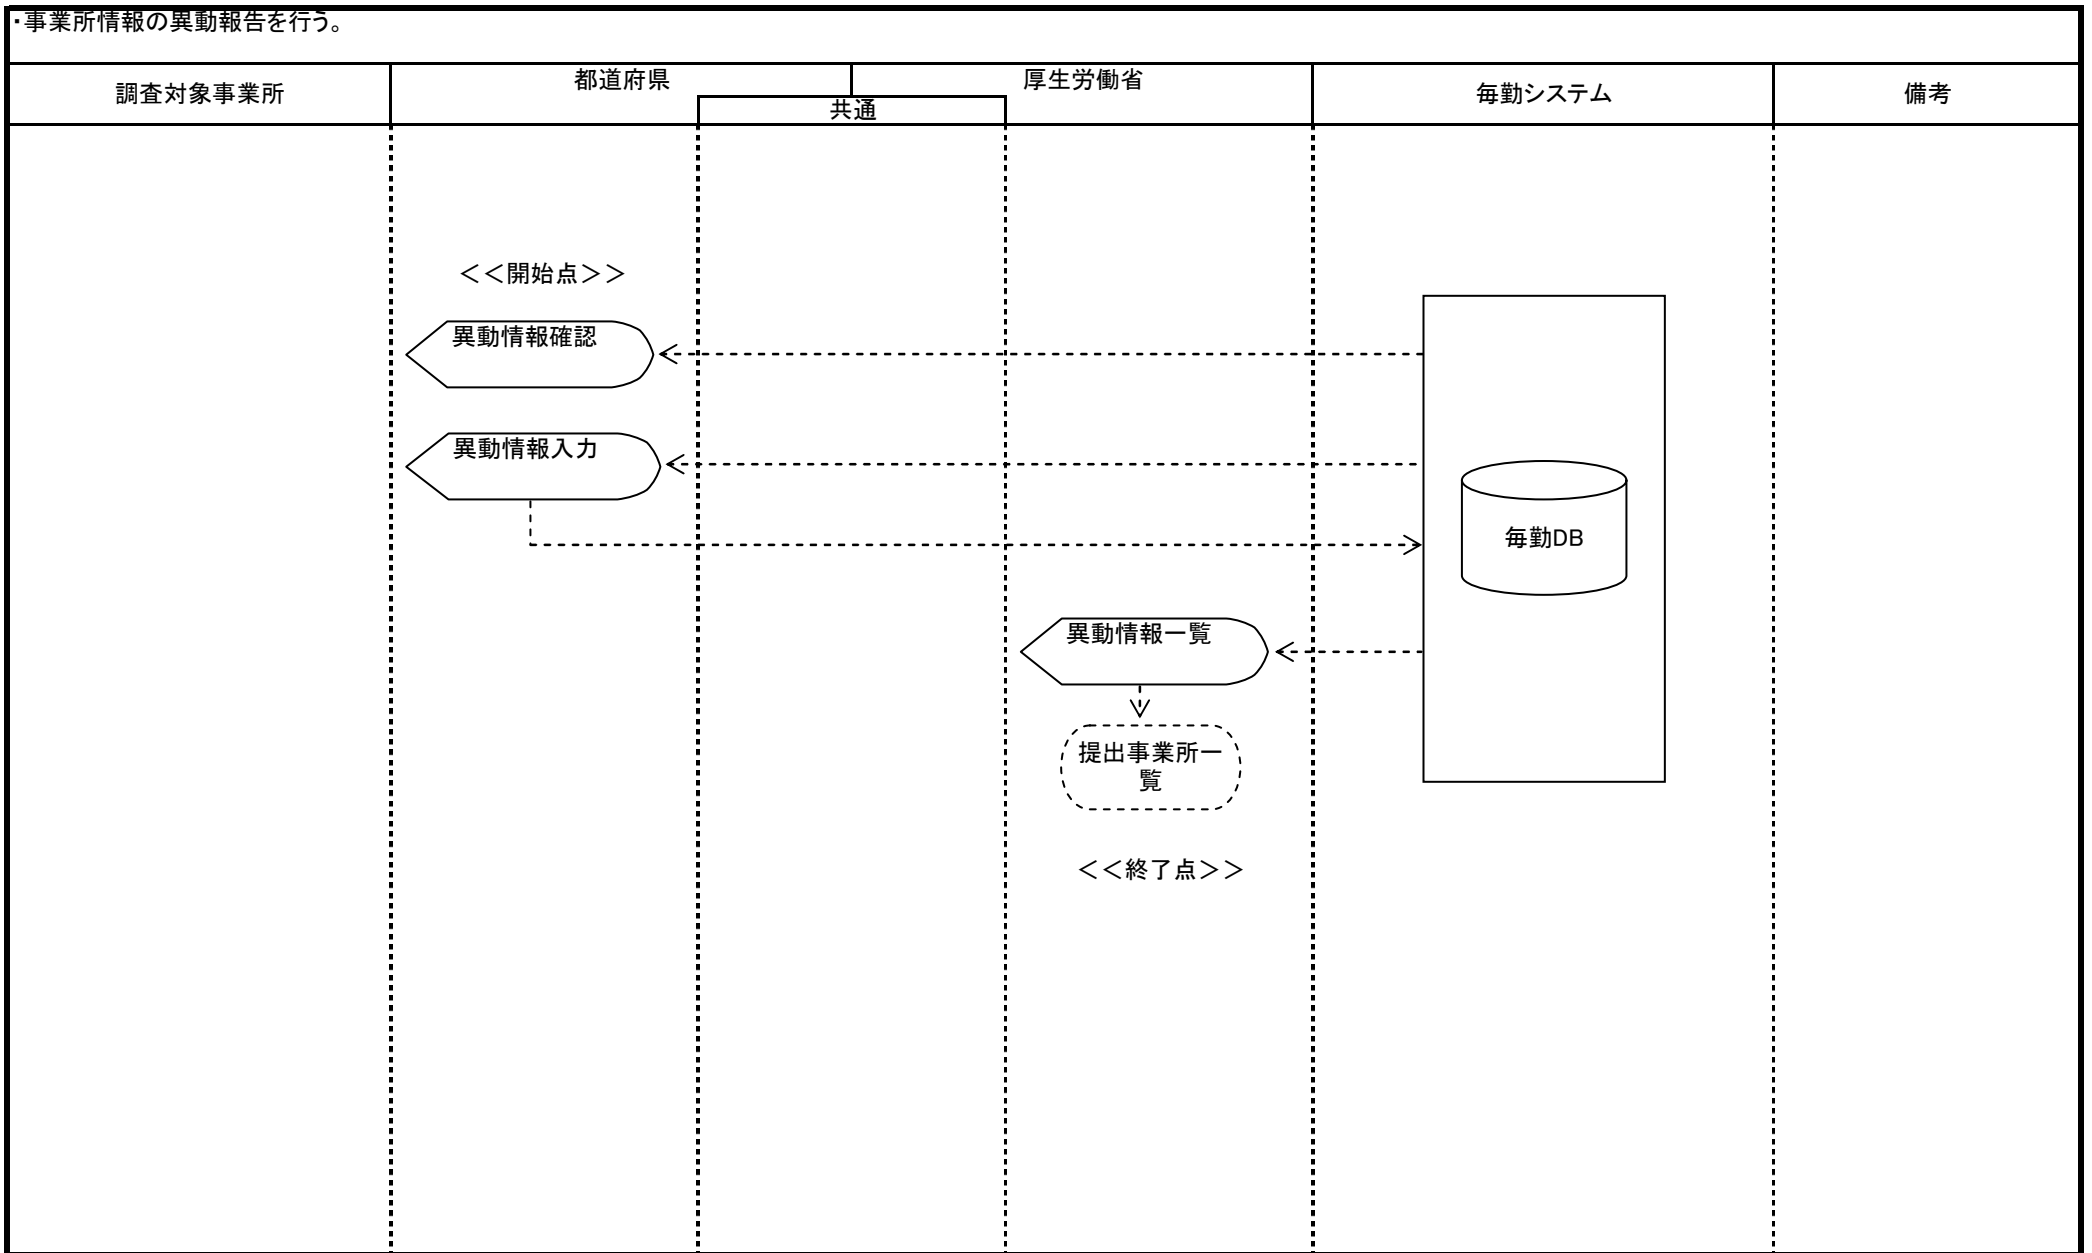 ・事業所情報の異動報告を行う。
調査対象事業所
都道府県
厚生労働省
共通
毎勤システム
備考
＜＜開始点＞＞
異動情報確認
異動情報入力
毎勤DB
異動情報一覧
提出事業所一
覧
＜＜終了点＞＞